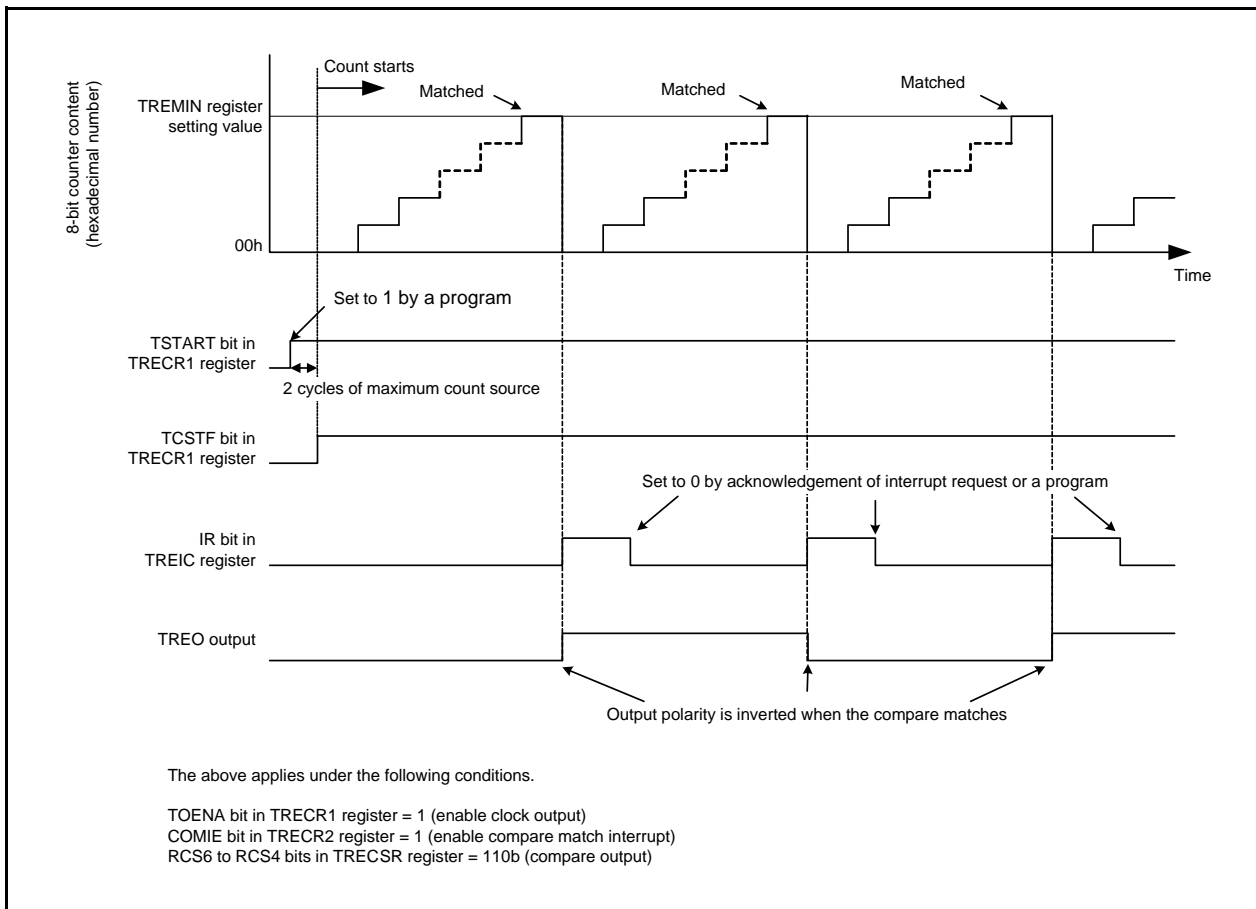 8-bit counter content
(hexadecimal number)
Count starts
Matched
Matched
Matched
TREMIN register
setting value
00h
Time
Set to 1 by a program
TSTART bit in
TRECR1 register
2 cycles of maximum count source
TCSTF bit in
TRECR1 register
Set to 0 by acknowledgement of interrupt request or a program
IR bit in
TREIC register
TREO output
Output polarity is inverted when the compare matches
The above applies under the following conditions.
TOENA bit in TRECR1 register = 1 (enable clock output)
COMIE bit in TRECR2 register = 1 (enable compare match interrupt)
RCS6 to RCS4 bits in TRECSR register = 110b (compare output)